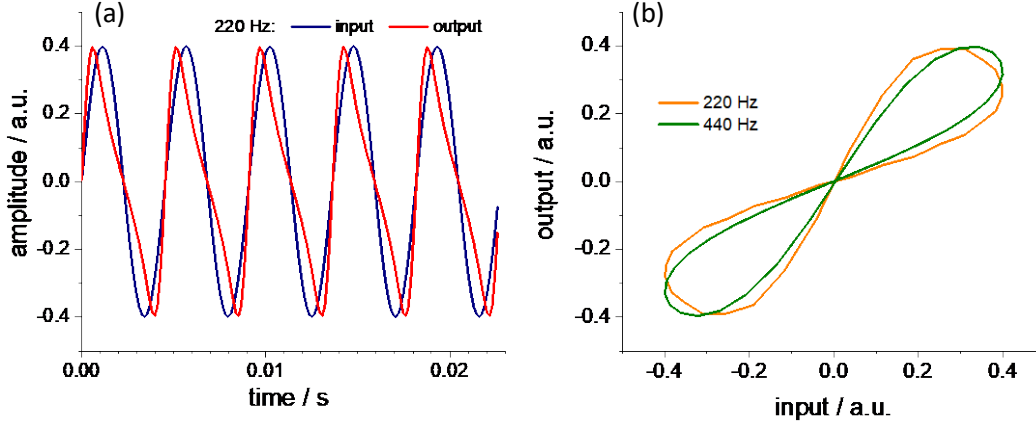 (a)
220 Hz: input output
0.4
0.2
0.0
-0.2
-0.4
amplitude / a.u.
0.00 0.01 0.02
time / s
(b)
220 Hz
440 Hz
0.4
0.2
0.0
-0.2
-0.4
output / a.u.
-0.4 -0.2 0.0 0.2 0.4
input / a.u.